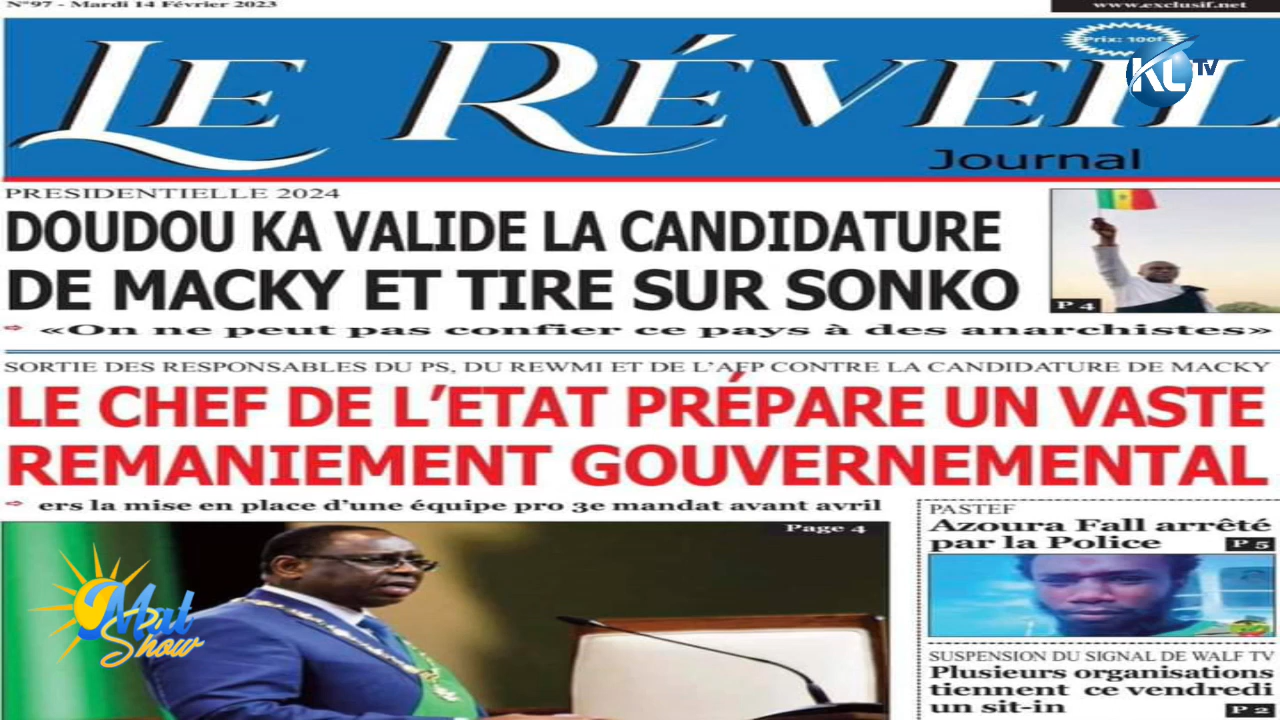 N°97 - Mardi 14 Février 2023
www.exclusif.net
Prix: 100f
KL TV
LE RÉVEIL
Journal
PRESIDENTIELLE 2024
DOUDOU KA VALIDE LA CANDIDATURE
DE MACKY ET TIRE SUR SONKO
P 4
«On ne peut pas confier ce pays à des anarchistes»
SORTIE DES RESPONSABLES DU PS, DU REWMI ET DE L'AFP CONTRE LA CANDIDATURE DE MACKY
LE CHEF DE L'ETAT PRÉPARE UN VASTE
REMANIEMENT GOUVERNEMENTAL
ers la mise en place d'une équipe pro 3e mandat avant avril
Page 4
PASTEF
Azoura Fall arrêté
par la Police
P 5
SUSPENSION DU SIGNAL DE WALF TV
Plusieurs organisations
tiennent ce vendredi
un sit-in
P 2
Mat
Show